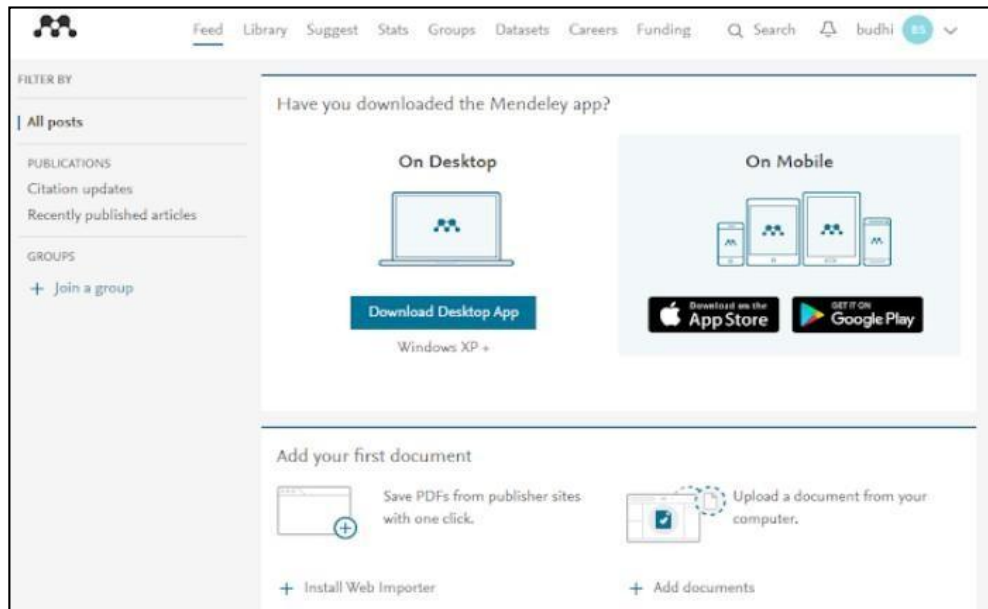 Feed Library Suggest Stats Groups Datasets Careers Funding Search budhi BS
FILTER BY
All posts
PUBLICATIONS
Citation updates
Recently published articles
GROUPS
+ Join a group
Have you downloaded the Mendeley app?
On Desktop
Download Desktop App
Windows XP +
On Mobile
Download on the
App Store
GET IT ON
Google Play
Add your first document
Save PDFs from publisher sites
with one click.
+ Install Web Importer
Upload a document from your
computer.
+ Add documents